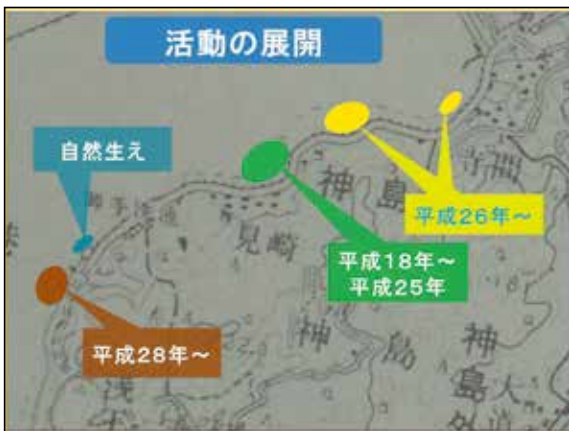 活動の展開
自然生え
平成26年～
平成18年～
平成25年
平成28年～
神島
見崎
神島
神島